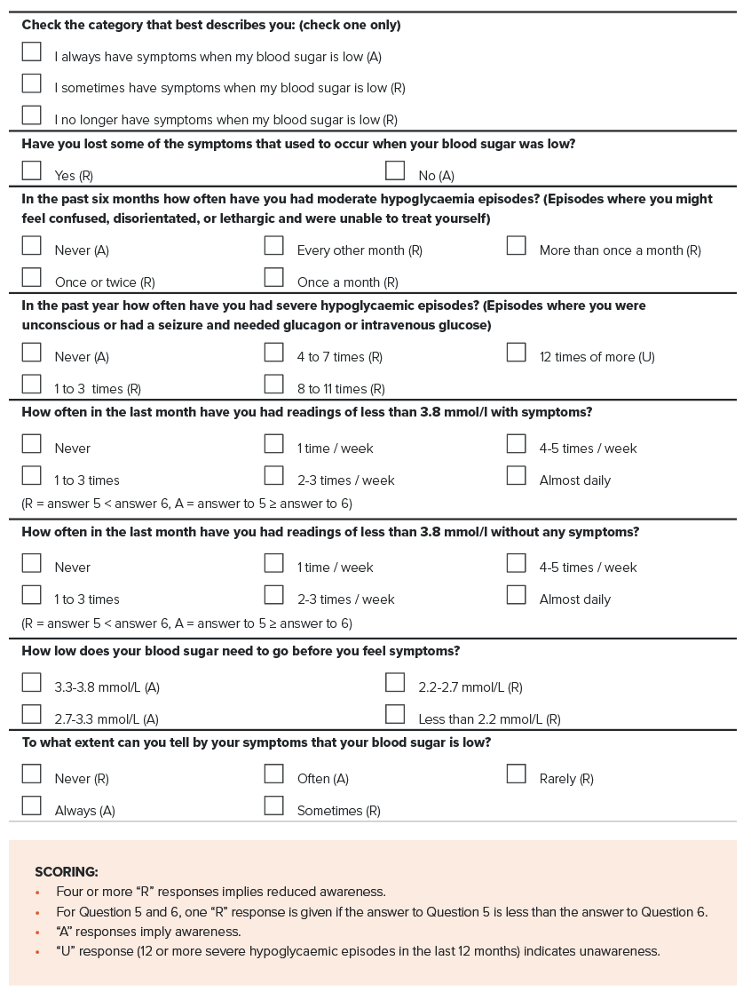 Check the category that best describes you: (check one only)
I always have symptoms when my blood sugar is low (A)
I sometimes have symptoms when my blood sugar is low (R)
I no longer have symptoms when my blood sugar is low (R)
Have you lost some of the symptoms that used to occur when your blood sugar was low?
Yes (R) No (A)
In the past six months how often have you had moderate hypoglycaemia episodes? (Episodes where you might
feel confused, disorientated, or lethargic and were unable to treat yourself)
Never (A) Every other month (R) More than once a month (R)
Once or twice (R) Once a month (R)
In the past year how often have you had severe hypoglycaemic episodes? (Episodes where you were
unconscious or had a seizure and needed glucagon or intravenous glucose)
Never (A) 4 to 7 times (R) 12 times of more (U)
1 to 3 times (R) 8 to 11 times (R)
How often in the last month have you had readings of less than 3.8 mmol/l with symptoms?
Never 1 time / week 4-5 times / week
1 to 3 times 2-3 times / week Almost daily
(R = answer 5 < answer 6, A = answer to 5 ≥ answer to 6)
How often in the last month have you had readings of less than 3.8 mmol/l without any symptoms?
Never 1 time / week 4-5 times / week
1 to 3 times 2-3 times / week Almost daily
(R = answer 5 < answer 6, A = answer to 5 ≥ answer to 6)
How low does your blood sugar need to go before you feel symptoms?
3.3-3.8 mmol/L (A) 2.2-2.7 mmol/L (R)
2.7-3.3 mmol/L (A) Less than 2.2 mmol/L (R)
To what extent can you tell by your symptoms that your blood sugar is low?
Never (R) Often (A) Rarely (R)
Always (A) Sometimes (R)
SCORING:
• Four or more “R” responses implies reduced awareness.
• For Question 5 and 6, one “R” response is given if the answer to Question 5 is less than the answer to Question 6.
• “A” responses imply awareness.
• “U” response (12 or more severe hypoglycaemic episodes in the last 12 months) indicates unawareness.